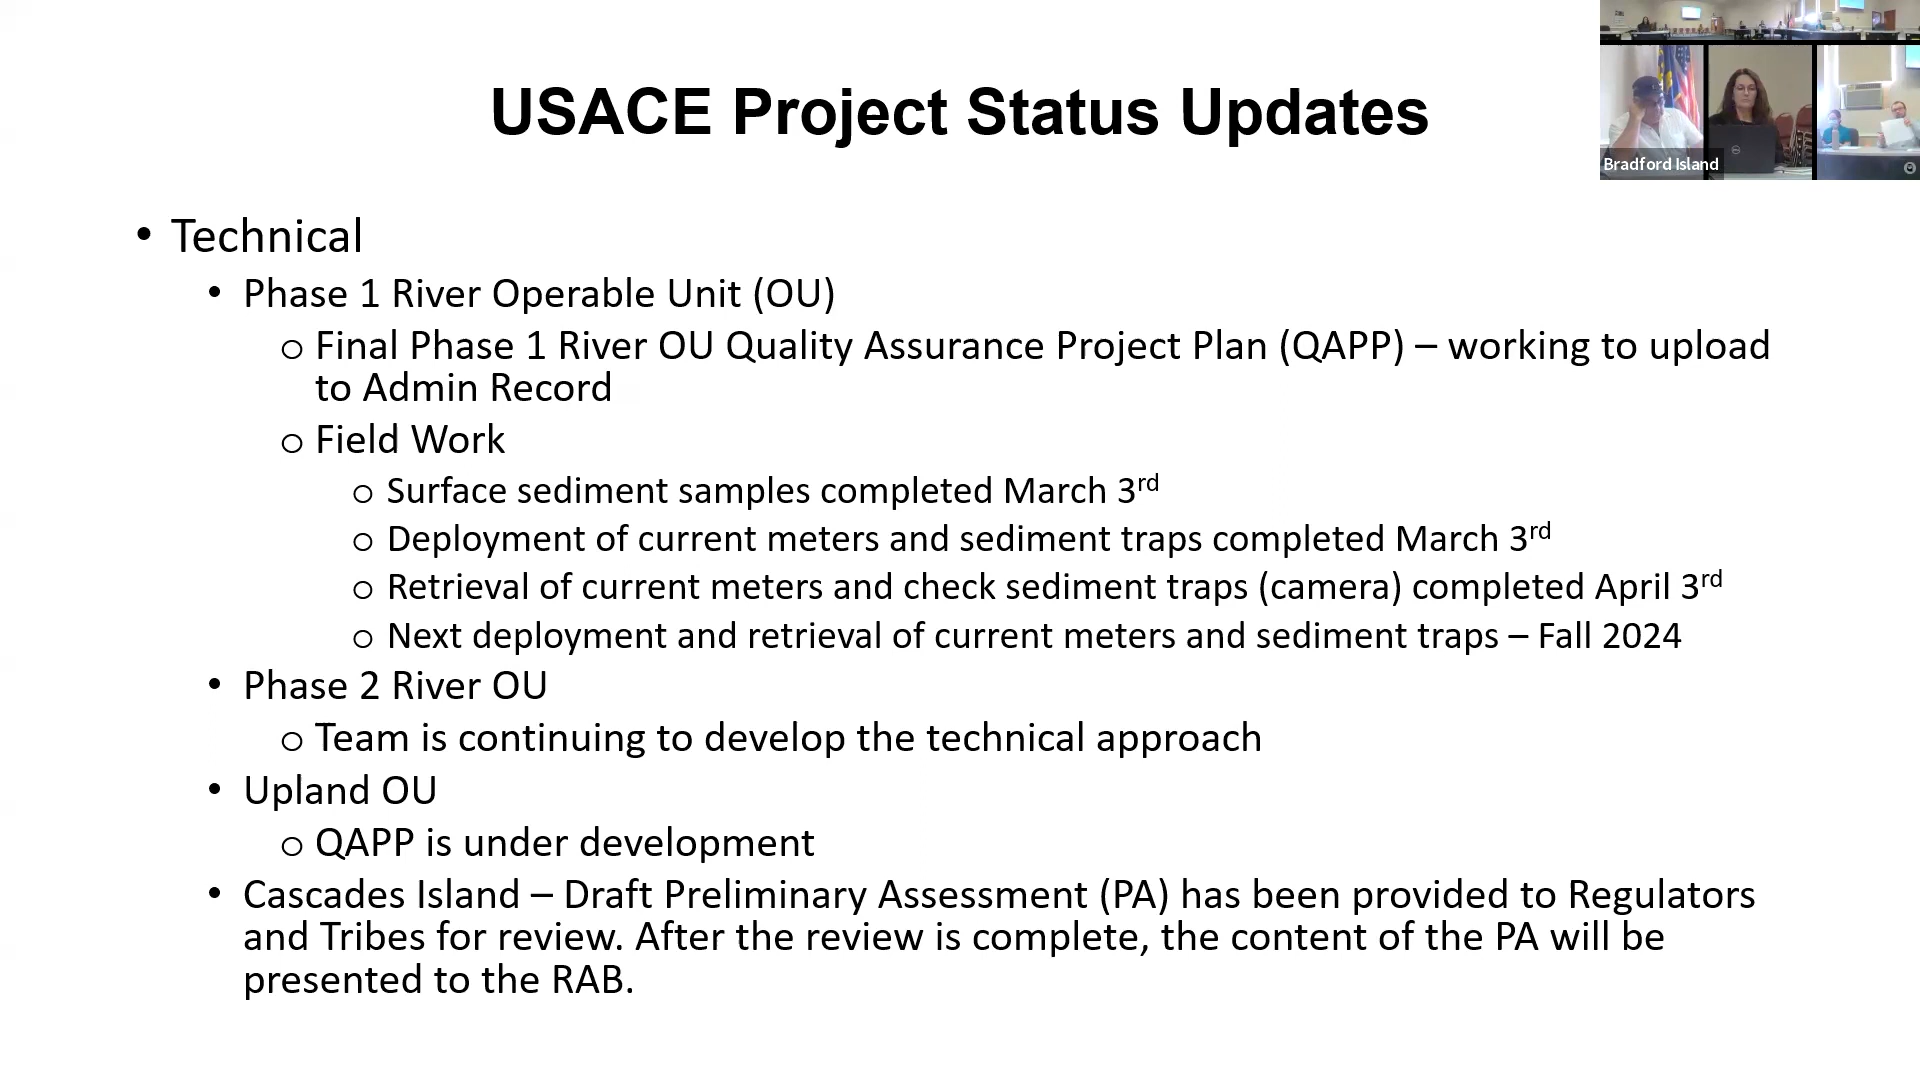 USACE Project Status Updates
Bradford Island
• Technical
• Phase 1 River Operable Unit (OU)
o Final Phase 1 River OU Quality Assurance Project Plan (QAPP) – working to upload
to Admin Record
o Field Work
o Surface sediment samples completed March 3rd
o Deployment of current meters and sediment traps completed March 3rd
o Retrieval of current meters and check sediment traps (camera) completed April 3rd
o Next deployment and retrieval of current meters and sediment traps – Fall 2024
• Phase 2 River OU
o Team is continuing to develop the technical approach
• Upland OU
o QAPP is under development
• Cascades Island – Draft Preliminary Assessment (PA) has been provided to Regulators
and Tribes for review. After the review is complete, the content of the PA will be
presented to the RAB.